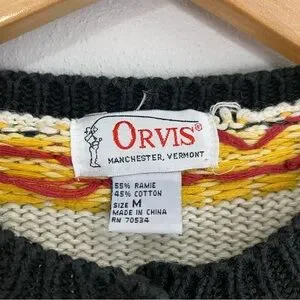 ORVIS®
MANCHESTER, VERMONT
55% RAMIE
45% COTTON
SIZE M
MADE IN CHINA
RN 70534